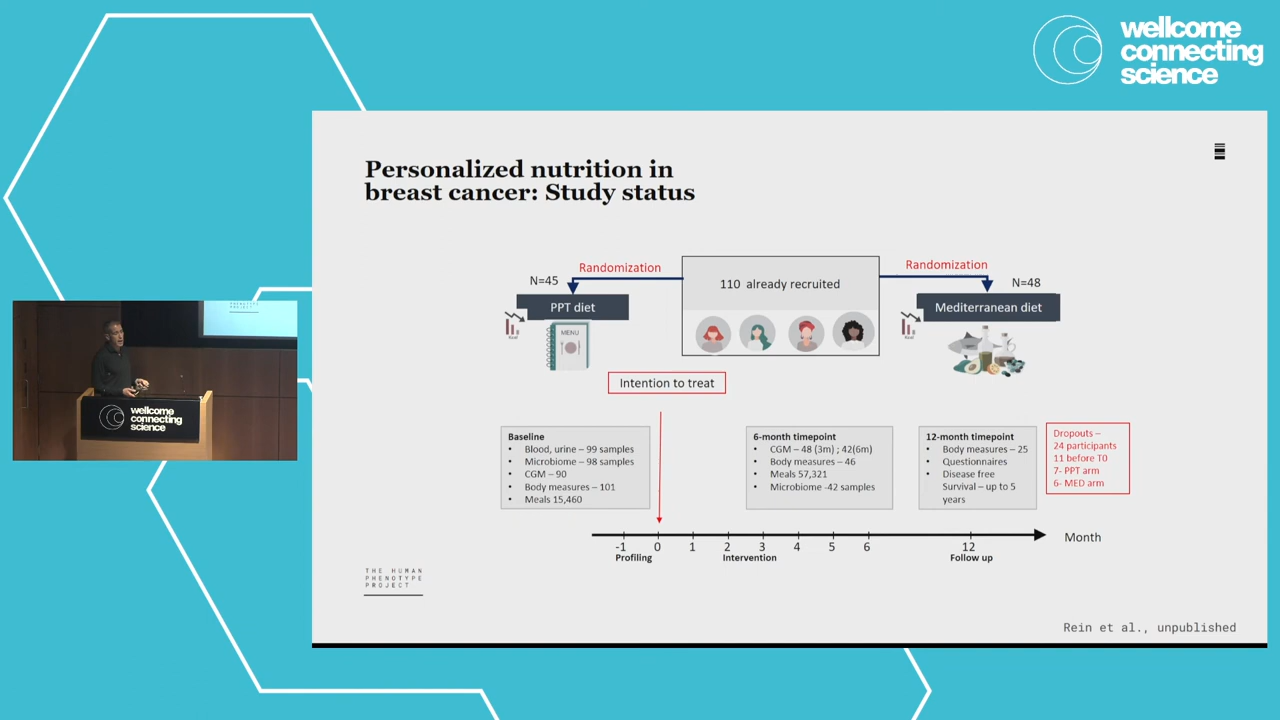 wellcome
connecting
science
Personalized nutrition in
breast cancer: Study status
Randomization
110 already recruited
Randomization
N=45
N=48
PPT diet
Mediterranean diet
MENU
Intention to treat
Baseline
• Blood, urine – 99 samples
• Microbiome – 98 samples
• CGM – 90
• Body measures – 101
• Meals 15,460
6-month timepoint
• CGM – 48 (3m) ; 42(6m)
• Body measures – 46
• Meals 57,321
• Microbiome -42 samples
12-month timepoint
• Body measures – 25
• Questionnaires
• Disease free
Survival – up to 5
years
Dropouts –
24 participants
11 before T0
7- PPT arm
6- MED arm
-1 0 1 2 3 4 5 6 12
Month
Profiling Intervention Follow up
THE HUMAN
PHENOTYPE
PROJECT
Rein et al., unpublished
wellcome
connecting
science